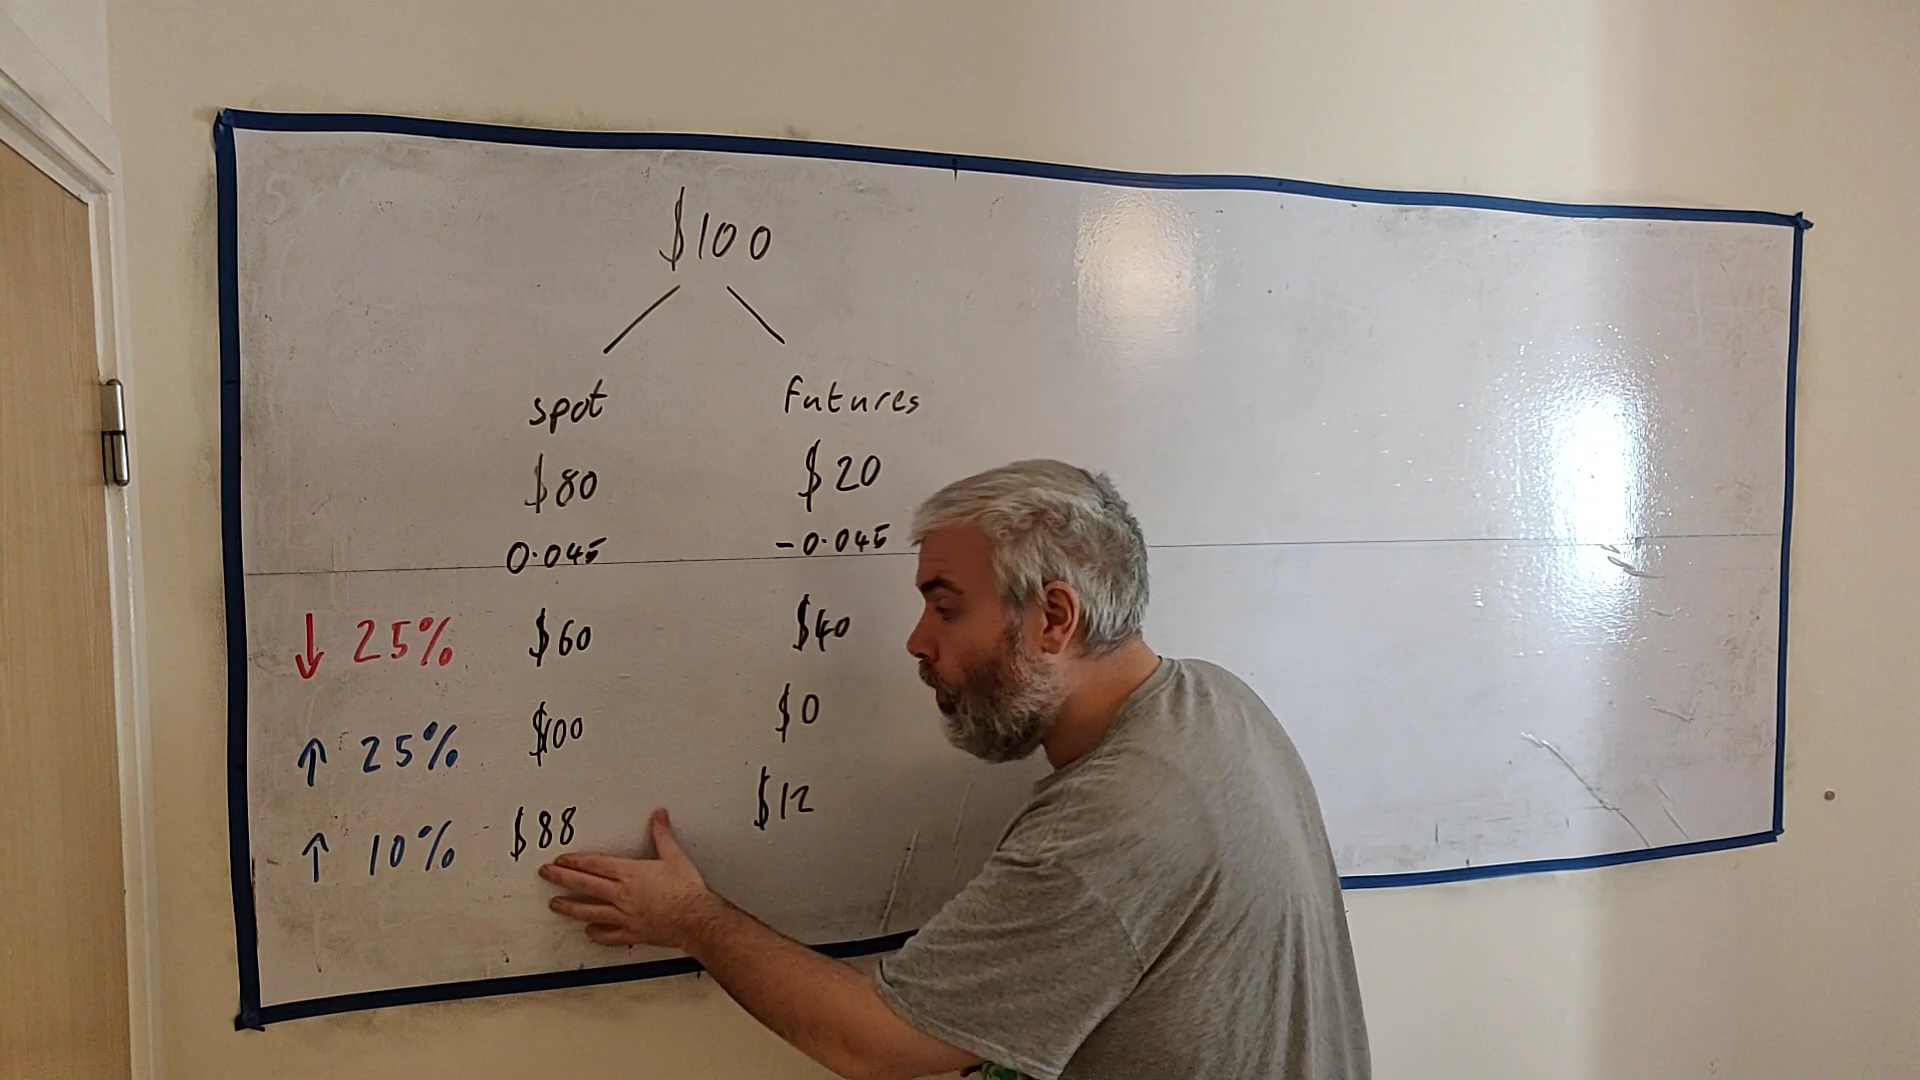 $100
spot futures
$80 $20
0.045 -0.045
↓ 25% $60 $40
↑ 25% $100 $0
↑ 10% $88 $12